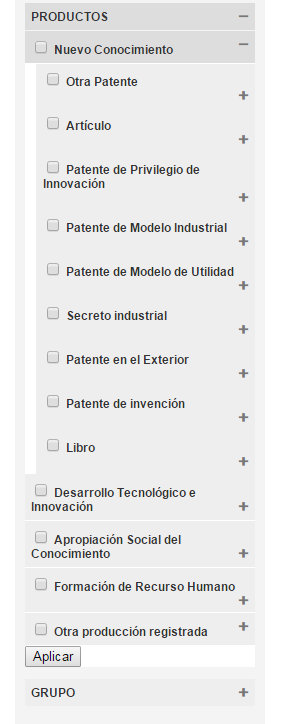 PRODUCTOS
Nuevo Conocimiento
Otra Patente
Artículo
Patente de Privilegio de
Innovación
Patente de Modelo Industrial
Patente de Modelo de Utilidad
Secreto industrial
Patente en el Exterior
Patente de invención
Libro
Desarrollo Tecnológico e
Innovación
Apropiación Social del
Conocimiento
Formación de Recurso Humano
Otra producción registrada
Aplicar
GRUPO